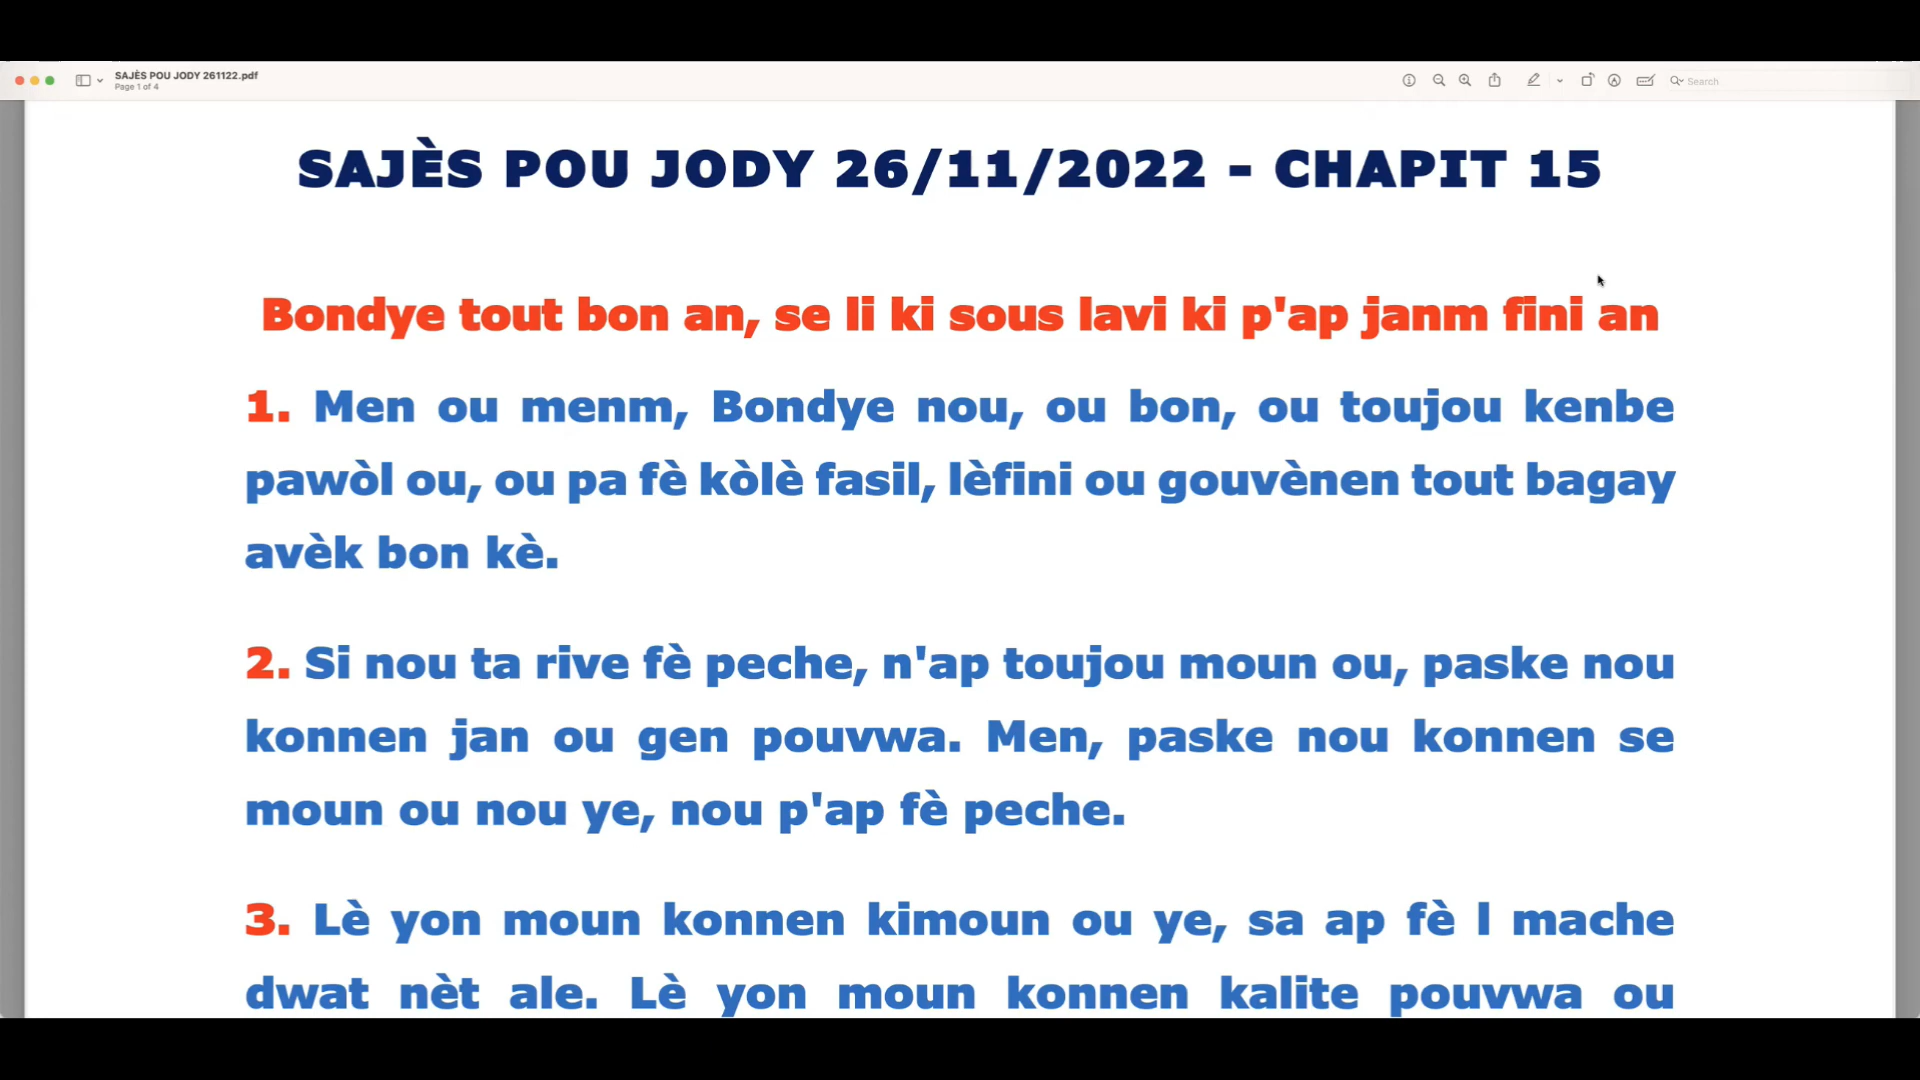 SAJÈS POU JODY 261122.pdf
Page 1 of 4
Search
SAJÈS POU JODY 26/11/2022 - CHAPIT 15
Bondye tout bon an, se li ki sous lavi ki p'ap janm fini an
1. Men ou menm, Bondye nou, ou bon, ou toujou kenbe
pawòl ou, ou pa fè kòlè fasil, lèfini ou gouvènen tout bagay
avèk bon kè.
2. Si nou ta rive fè peche, n'ap toujou moun ou, paske nou
konnen jan ou gen pouvwa. Men, paske nou konnen se
moun ou nou ye, nou p'ap fè peche.
3. Lè yon moun konnen kimoun ou ye, sa ap fè l mache
dwat nèt ale. Lè yon moun konnen kalite pouvwa ou